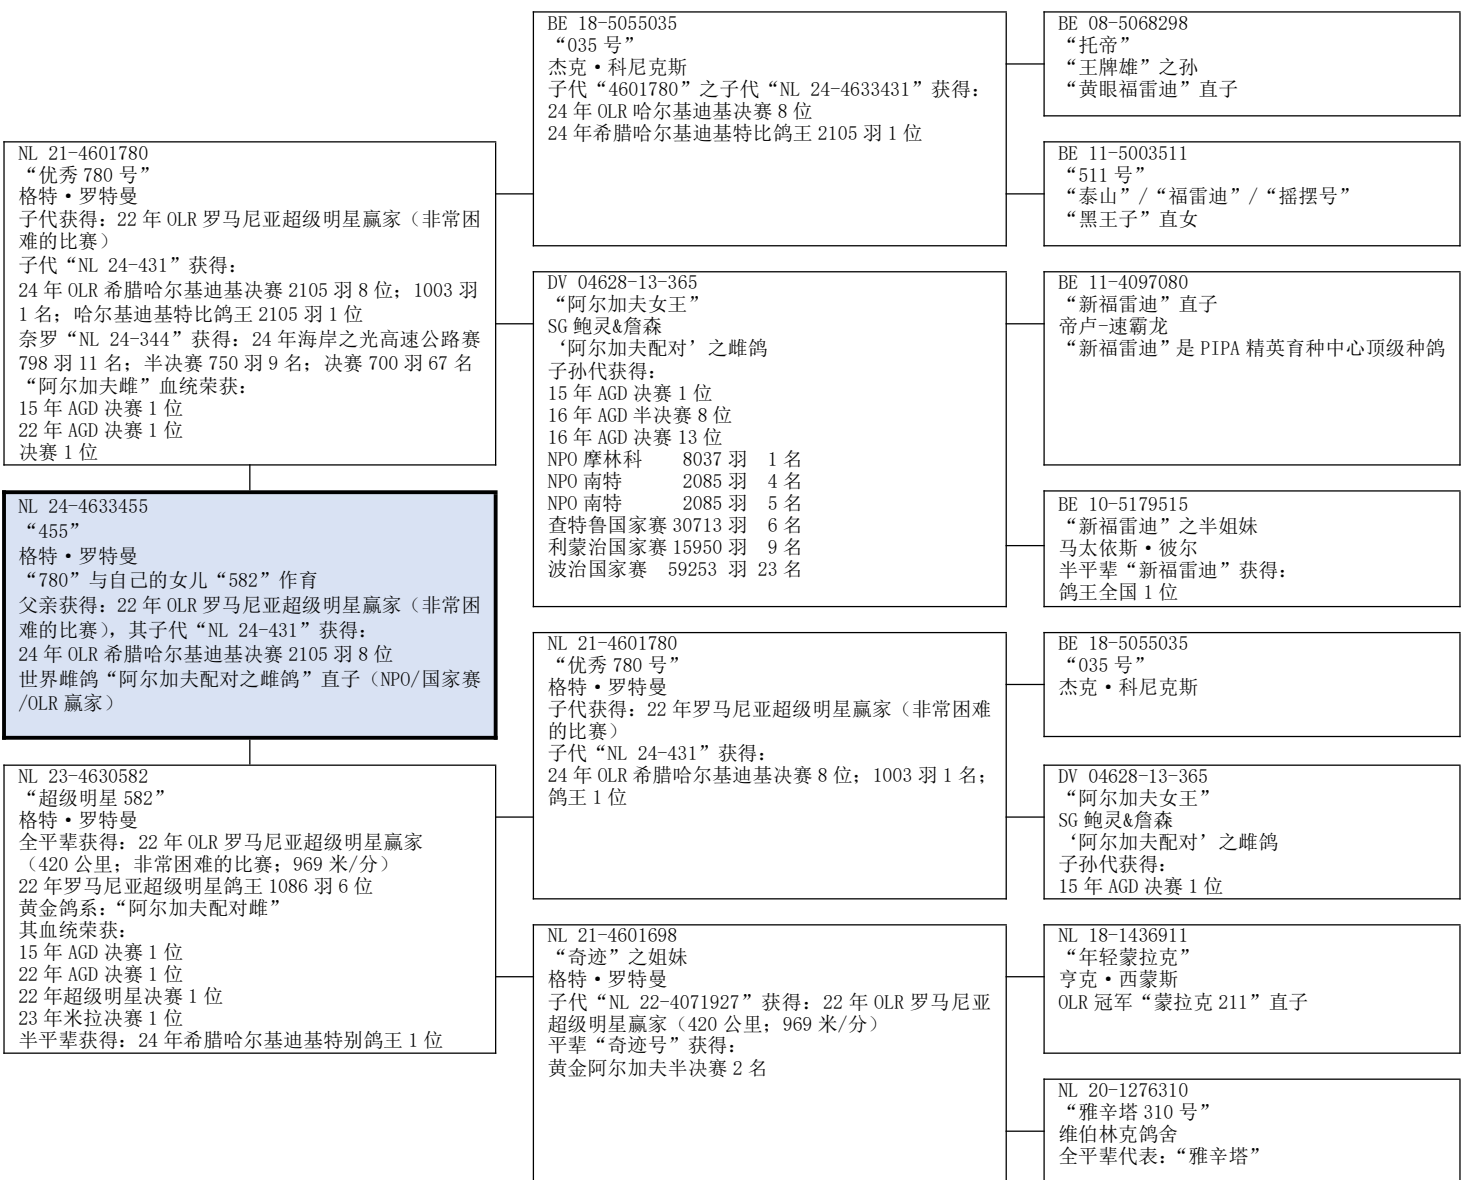 NL 21-4601780
“优秀 780 号”
格特·罗特曼
子代获得：22 年 OLR 罗马尼亚超级明星赢家（非常困
难的比赛）
子代“NL 24-431”获得：
24 年 OLR 希腊哈尔基迪基决赛 2105 羽 8 位；1003 羽
1 名；哈尔基迪基特比鸽王 2105 羽 1 位
奈罗“NL 24-344”获得：24 年海岸之光高速公路赛
798 羽 11 名；半决赛 750 羽 9 名；决赛 700 羽 67 名
“阿尔加夫雌”血统荣获：
15 年 AGD 决赛 1 位
22 年 AGD 决赛 1 位
决赛 1 位
NL 24-4633455
“455”
格特·罗特曼
“780”与自己的女儿“582”作育
父亲获得：22 年 OLR 罗马尼亚超级明星赢家（非常困
难的比赛），其子代“NL 24-431”获得：
24 年 OLR 希腊哈尔基迪基决赛 2105 羽 8 位
世界雌鸽“阿尔加夫配对之雌鸽”直子（NPO/国家赛
/OLR 赢家）
NL 23-4630582
“超级明星 582”
格特·罗特曼
全平辈获得：22 年 OLR 罗马尼亚超级明星赢家
（420 公里；非常困难的比赛；969 米/分）
22 年罗马尼亚超级明星鸽王 1086 羽 6 位
黄金鸽系：“阿尔加夫配对雌”
其血统荣获：
15 年 AGD 决赛 1 位
22 年 AGD 决赛 1 位
22 年超级明星决赛 1 位
23 年米拉决赛 1 位
半平辈获得：24 年希腊哈尔基迪基特别鸽王 1 位
BE 18-5055035
“035 号”
杰克·科尼克斯
子代“4601780”之子代“NL 24-4633431”获得：
24 年 OLR 哈尔基迪基决赛 8 位
24 年希腊哈尔基迪基特比鸽王 2105 羽 1 位
DV 04628-13-365
“阿尔加夫女王”
SG 鲍灵&詹森
‘阿尔加夫配对’之雌鸽
子孙代获得：
15 年 AGD 决赛 1 位
16 年 AGD 半决赛 8 位
16 年 AGD 决赛 13 位
NPO 摩林科 8037 羽 1 名
NPO 南特 2085 羽 4 名
NPO 南特 2085 羽 5 名
查特鲁国家赛 30713 羽 6 名
利蒙治国家赛 15950 羽 9 名
波治国家赛 59253 羽 23 名
NL 21-4601780
“优秀 780 号”
格特·罗特曼
子代获得：22 年罗马尼亚超级明星赢家（非常困难
的比赛）
子代“NL 24-431”获得：
24 年 OLR 希腊哈尔基迪基决赛 8 位；1003 羽 1 名；
鸽王 1 位
NL 21-4601698
“奇迹”之姐妹
格特·罗特曼
子代“NL 22-4071927”获得：22 年 OLR 罗马尼亚
超级明星赢家（420 公里；969 米/分）
平辈“奇迹号”获得：
黄金阿尔加夫半决赛 2 名
BE 08-5068298
“托帝”
“王牌雄”之孙
“黄眼福雷迪”直子
BE 11-5003511
“511 号”
“泰山”/“福雷迪”/“摇摆号”
“黑王子”直女
BE 11-4097080
“新福雷迪”直子
帝卢-速霸龙
“新福雷迪”是 PIPA 精英育种中心顶级种鸽
BE 10-5179515
“新福雷迪”之半姐妹
马太依斯·彼尔
半平辈“新福雷迪”获得：
鸽王全国 1 位
BE 18-5055035
“035 号”
杰克·科尼克斯
DV 04628-13-365
“阿尔加夫女王”
SG 鲍灵&詹森
‘阿尔加夫配对’之雌鸽
子孙代获得：
15 年 AGD 决赛 1 位
NL 18-1436911
“年轻蒙拉克”
亨克·西蒙斯
OLR 冠军“蒙拉克 211”直子
NL 20-1276310
“雅辛塔 310 号”
维伯林克鸽舍
全平辈代表：“雅辛塔”